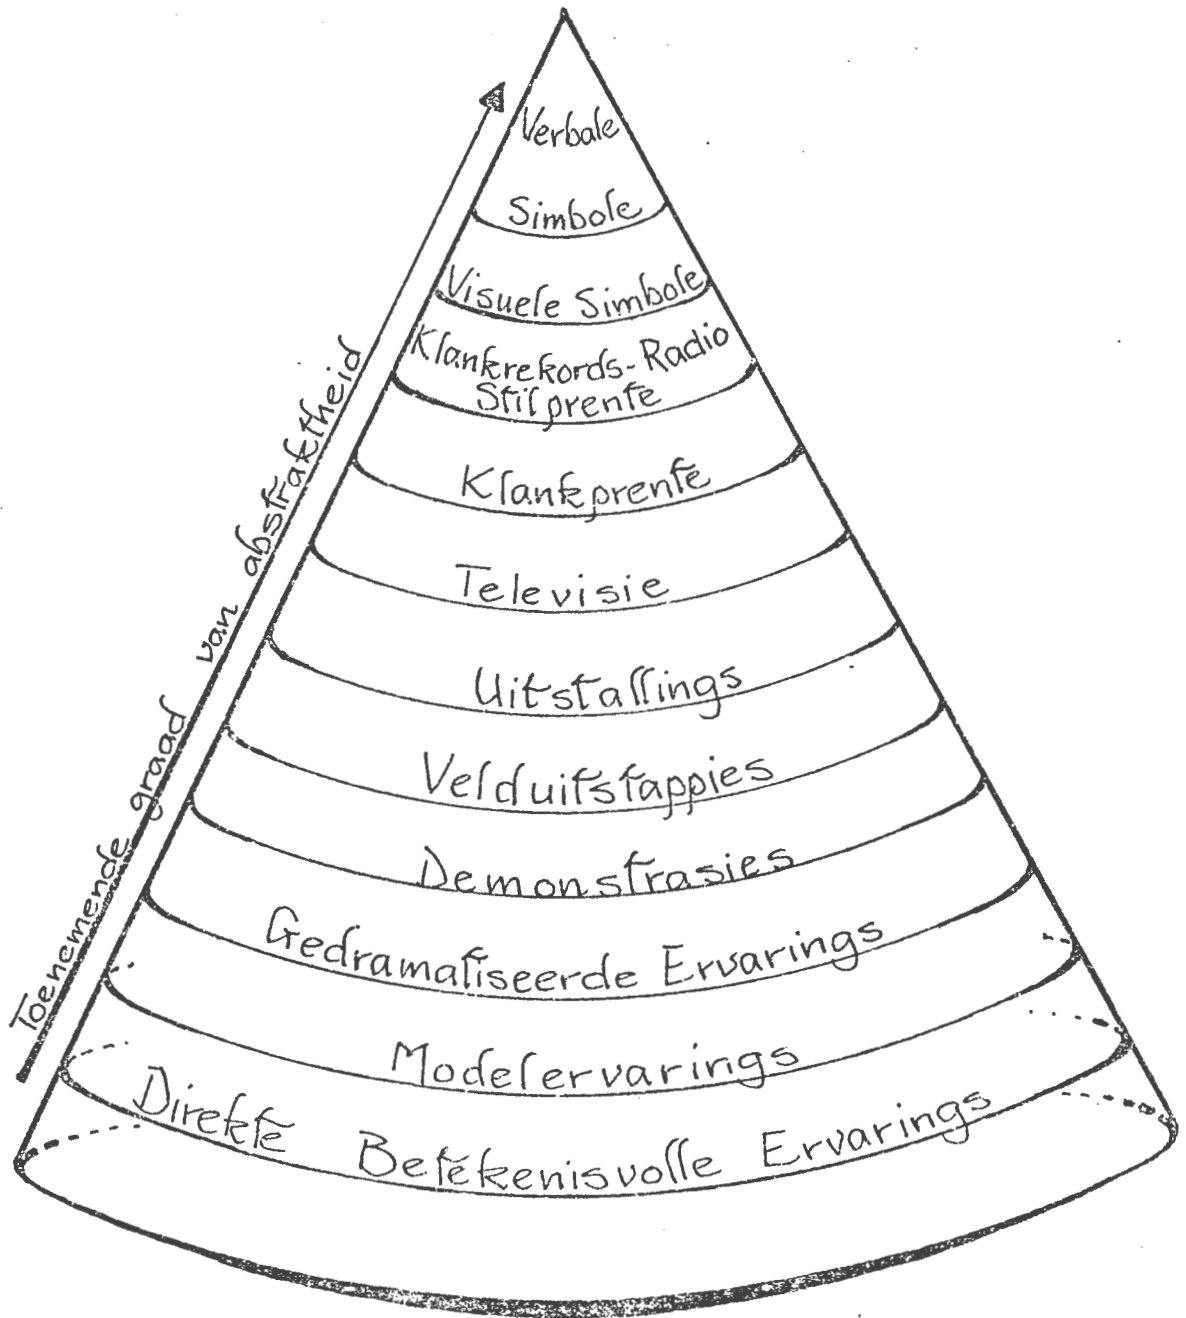 Verbale
Simbole
Visuele Simbole
Klankrekords-Radio
Stilprente
Klankprente
Televisie
Uitstallings
Velduitstappies
Demonstrasies
Gedramatiseerde Ervarings
Modelervarings
Direkte Betekenisvolle Ervarings
Toenemende graad van abstraktheid